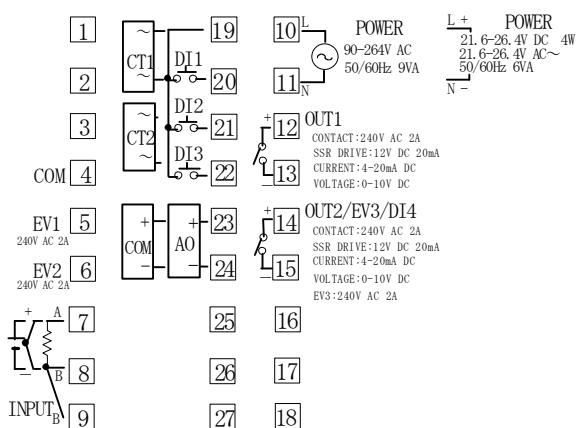 1
2
3
COM 4
EV1 5
240V AC 2A
EV2 6
240V AC 2A
+ A 7
− B 8
INPUT B 9
~ CT1 ~
~ CT2 ~
+ COM −
+ AO −
19
DI1
20
DI2
21
DI3
22
23
24
25
26
27
10 L
11 N
POWER
90-264V AC
50/60Hz 9VA
L + POWER
21.6-26.4V DC 4W
21.6-26.4V AC~
50/60Hz 6VA
N −
+ 12 OUT1
CONTACT:240V AC 2A
SSR DRIVE:12V DC 20mA
− 13
CURRENT:4-20mA DC
VOLTAGE:0-10V DC
+ 14 OUT2/EV3/DI4
CONTACT:240V AC 2A
SSR DRIVE:12V DC 20mA
− 15
CURRENT:4-20mA DC
VOLTAGE:0-10V DC
EV3:240V AC 2A
16
17
18